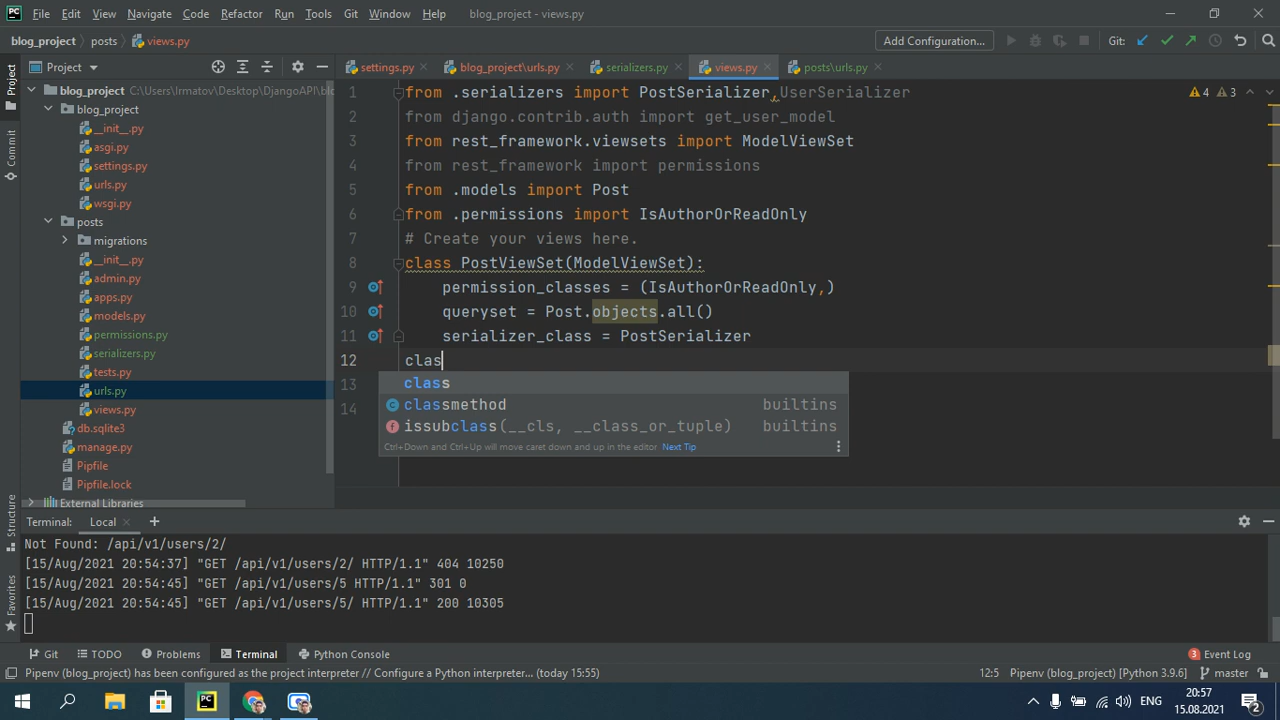 PC File Edit View Navigate Code Refactor Run Tools Git Window Help blog_project - views.py
blog_project posts views.py Add Configuration... Git:
Project settings.py blog_project\urls.py serializers.py views.py posts\urls.py
Project
Commit
Structure
Favorites
blog_project C:\Users\Irmatov\Desktop\DjangoAPI\blo
blog_project
__init__.py
asgi.py
settings.py
urls.py
wsgi.py
posts
migrations
__init__.py
admin.py
apps.py
models.py
permissions.py
serializers.py
tests.py
urls.py
views.py
db.sqlite3
manage.py
Pipfile
Pipfile.lock
External Libraries
4 3
1 from .serializers import PostSerializer,UserSerializer
2 from django.contrib.auth import get_user_model
3 from rest_framework.viewsets import ModelViewSet
4 from rest_framework import permissions
5 from .models import Post
6 from .permissions import IsAuthorOrReadOnly
7 # Create your views here.
8 class PostViewSet(ModelViewSet):
9 permission_classes = (IsAuthorOrReadOnly,)
10 queryset = Post.objects.all()
11 serializer_class = PostSerializer
12 clas
13
14
class
classmethod builtins
issubclass(__cls, __class_or_tuple) builtins
Ctrl+Down and Ctrl+Up will move caret down and up in the editor Next Tip
Terminal: Local
Not Found: /api/v1/users/2/
[15/Aug/2021 20:54:37] "GET /api/v1/users/2/ HTTP/1.1" 404 10250
[15/Aug/2021 20:54:45] "GET /api/v1/users/5 HTTP/1.1" 301 0
[15/Aug/2021 20:54:45] "GET /api/v1/users/5/ HTTP/1.1" 200 10305
Git TODO Problems Terminal Python Console 3 Event Log
Pipenv (blog_project) has been configured as the project interpreter // Configure a Python interpreter... (today 15:55) 12:5 Pipenv (blog_project) [Python 3.9.6] master
PC ENG 20:57
15.08.2021 2